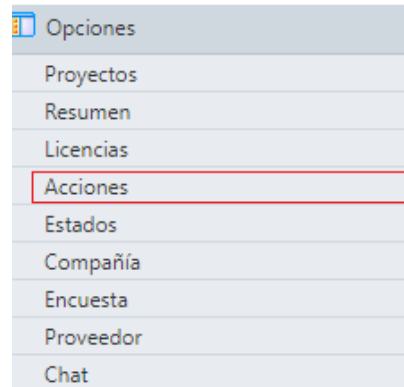 Opciones
Proyectos
Resumen
Licencias
Acciones
Estados
Compañía
Encuesta
Proveedor
Chat